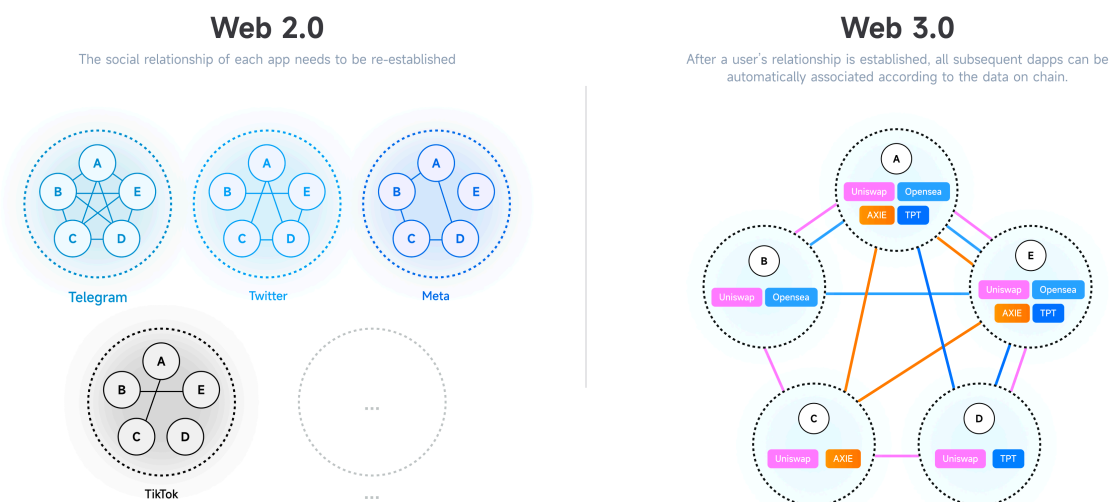 Web 2.0
The social relationship of each app needs to be re-established
A
B
E
C
D
Telegram
A
B
E
C
D
Twitter
A
B
E
C
D
Meta
A
B
E
C
D
TikTok
...
...
Web 3.0
After a user's relationship is established, all subsequent dapps can be
automatically associated according to the data on chain.
A
Uniswap Opensea
AXIE TPT
B
Uniswap Opensea
E
Uniswap Opensea
AXIE TPT
C
Uniswap AXIE
D
Uniswap TPT